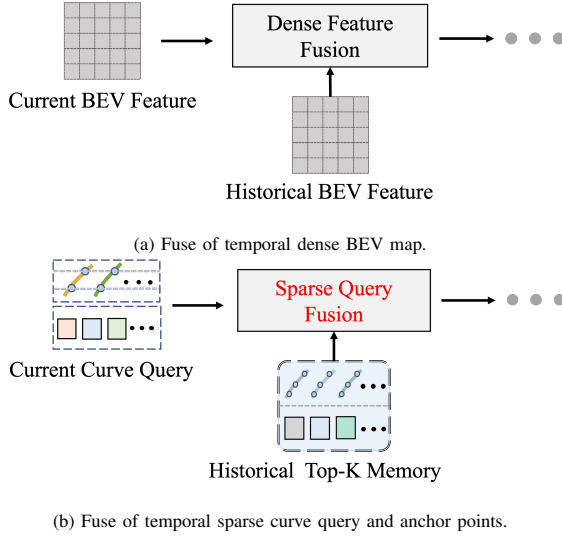 Dense Feature
Fusion
Current BEV Feature
Historical BEV Feature
(a) Fuse of temporal dense BEV map.
Sparse Query
Fusion
Current Curve Query
Historical Top-K Memory
(b) Fuse of temporal sparse curve query and anchor points.